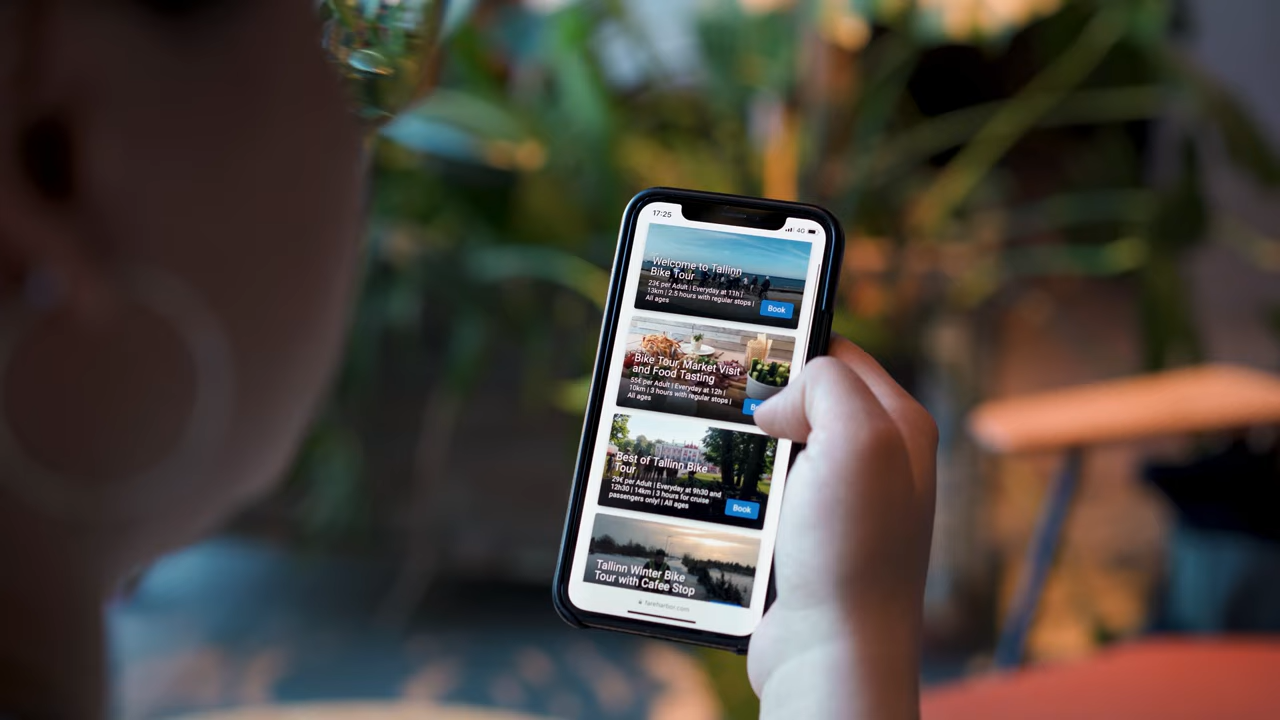 17:25
4G
Welcome to Tallinn
Bike Tour
23€ per Adult | Everyday at 11h |
13km | 2.5 hours with regular stops |
All ages
Book
Bike Tour, Market Visit
and Food Tasting
55€ per Adult | Everyday at 12h |
10km | 3 hours with regular stops |
All ages
Best of Tallinn Bike
Tour
29€ per Adult | Everyday at 9h30 and
12h30 | 14km | 3 hours for cruise
passengers only! | All ages
Book
Tallinn Winter Bike
Tour with Cafee Stop
fareharbor.com